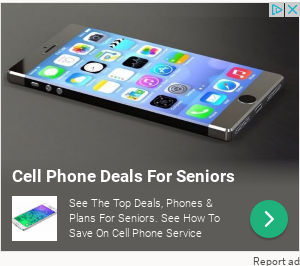 Cell Phone Deals For Seniors
See The Top Deals, Phones &
Plans For Seniors. See How To
Save On Cell Phone Service
Report ad